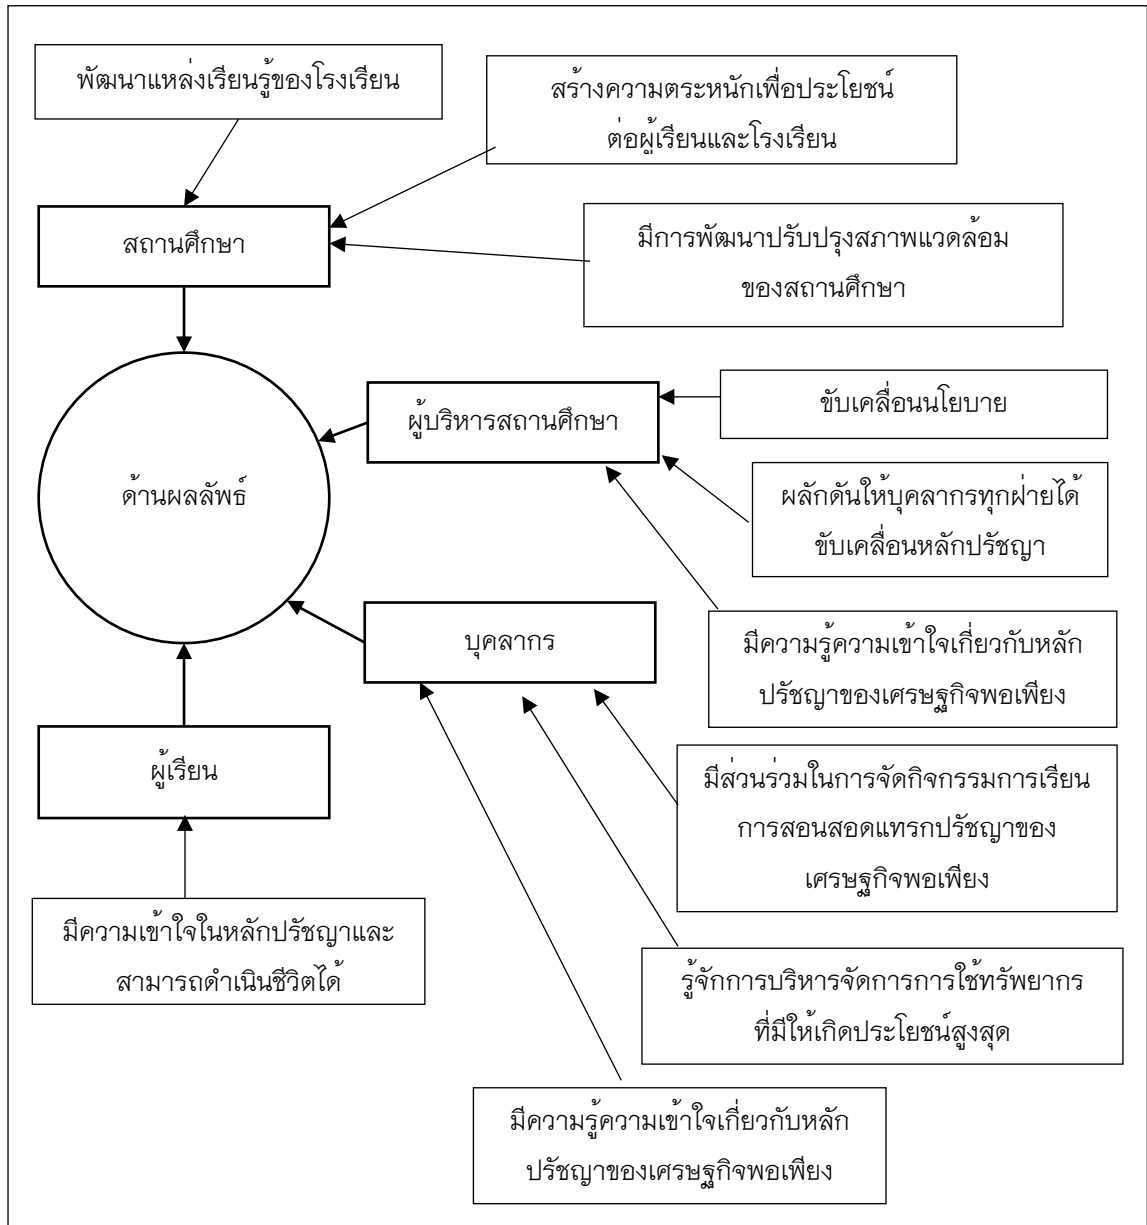 พัฒนาแหล่งเรียนรู้ของโรงเรียน
สร้างความตระหนักเพื่อประโยชน์
ต่อผู้เรียนและโรงเรียน
สถานศึกษา
มีการพัฒนาปรับปรุงสภาพแวดล้อม
ของสถานศึกษา
ผู้บริหารสถานศึกษา
ขับเคลื่อนนโยบาย
ด้านผลลัพธ์
ผลักดันให้บุคลากรทุกฝ่ายได้
ขับเคลื่อนหลักปรัชญา
บุคลากร
มีความรู้ความเข้าใจเกี่ยวกับหลัก
ปรัชญาของเศรษฐกิจพอเพียง
ผู้เรียน
มีส่วนร่วมในการจัดกิจกรรมการเรียน
การสอนสอดแทรกปรัชญาของ
เศรษฐกิจพอเพียง
มีความเข้าใจในหลักปรัชญาและ
สามารถดำเนินชีวิตได้
รู้จักการบริหารจัดการการใช้ทรัพยากร
ที่มีให้เกิดประโยชน์สูงสุด
มีความรู้ความเข้าใจเกี่ยวกับหลัก
ปรัชญาของเศรษฐกิจพอเพียง